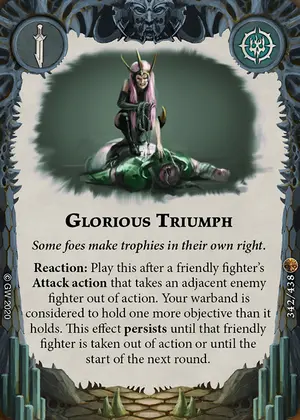 GLORIOUS TRIUMPH
Some foes make trophies in their own right.
Reaction: Play this after a friendly fighter's
Attack action that takes an adjacent enemy
fighter out of action. Your warband is
considered to hold one more objective than it
holds. This effect persists until that friendly
fighter is taken out of action or until the
start of the next round.
© GW 2020
342/438